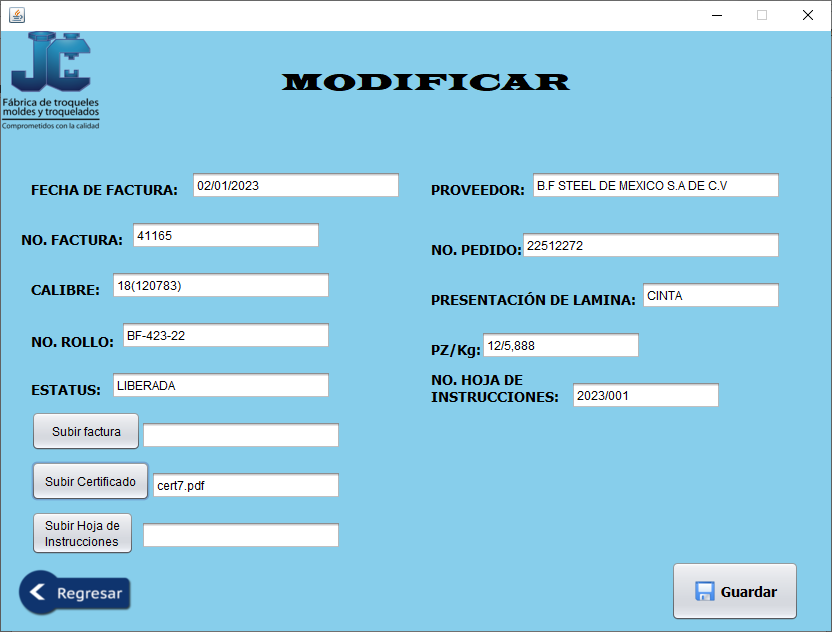 MODIFICAR
JC
Fábrica de troqueles
moldes y troquelados
Comprometidos con la calidad
FECHA DE FACTURA: 02/01/2023
PROVEEDOR: B.F STEEL DE MEXICO S.A DE C.V
NO. FACTURA: 41165
NO. PEDIDO: 22512272
CALIBRE: 18(120783)
PRESENTACIÓN DE LAMINA: CINTA
NO. ROLLO: BF-423-22
PZ/Kg: 12/5,888
ESTATUS: LIBERADA
NO. HOJA DE
INSTRUCCIONES: 2023/001
Subir factura
Subir Certificado cert7.pdf
Subir Hoja de
Instrucciones
Regresar
Guardar